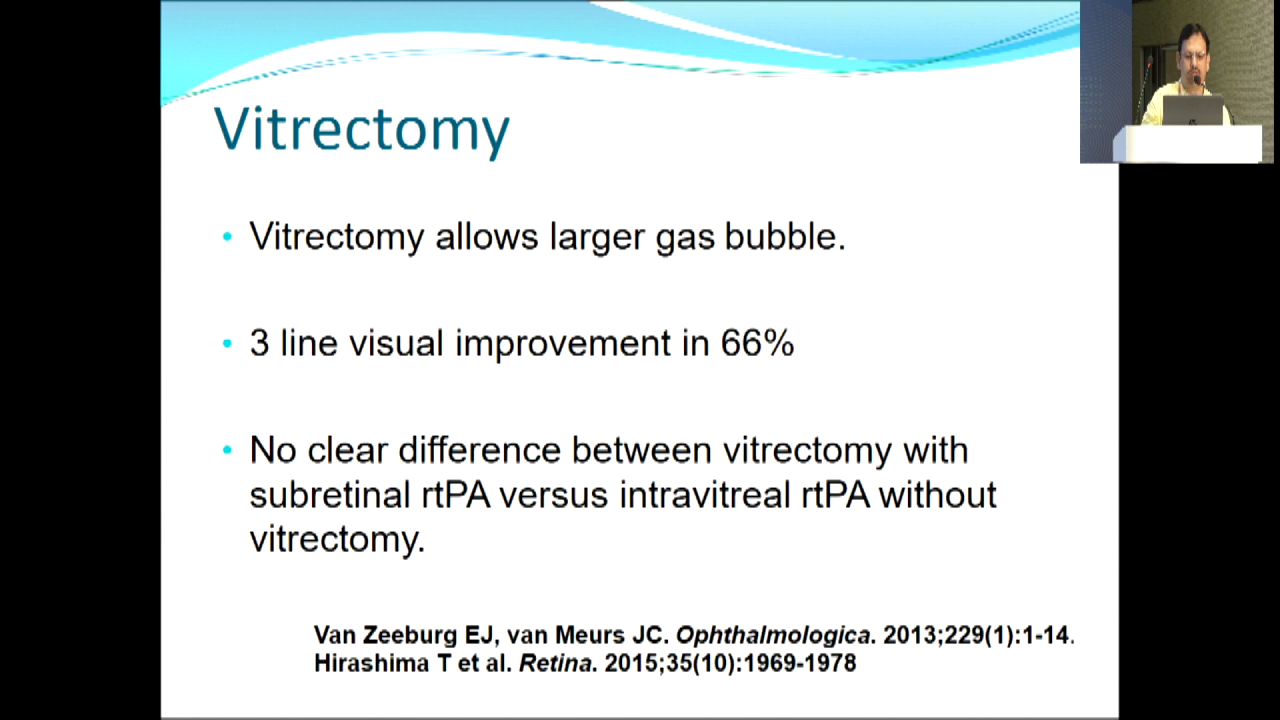 Vitrectomy
• Vitrectomy allows larger gas bubble.
• 3 line visual improvement in 66%
• No clear difference between vitrectomy with
subretinal rtPA versus intravitreal rtPA without
vitrectomy.
Van Zeeburg EJ, van Meurs JC. Ophthalmologica. 2013;229(1):1-14.
Hirashima T et al. Retina. 2015;35(10):1969-1978